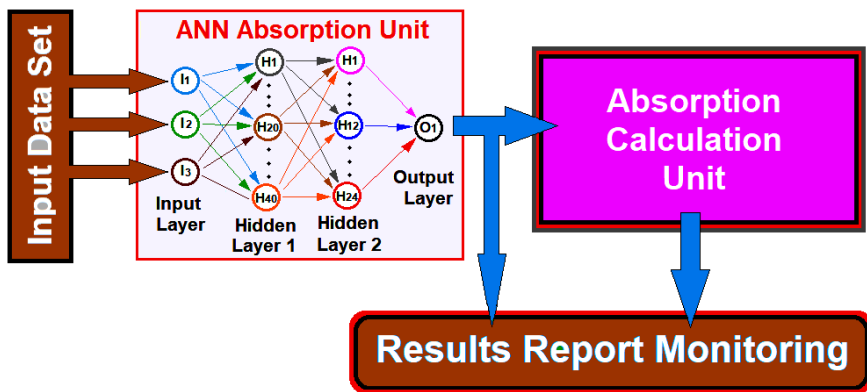 Input Data Set
ANN Absorption Unit
I1
I2
I3
H1
H20
H40
H1
H12
H24
O1
Input
Layer
Hidden
Layer 1
Hidden
Layer 2
Output
Layer
Absorption
Calculation
Unit
Results Report Monitoring